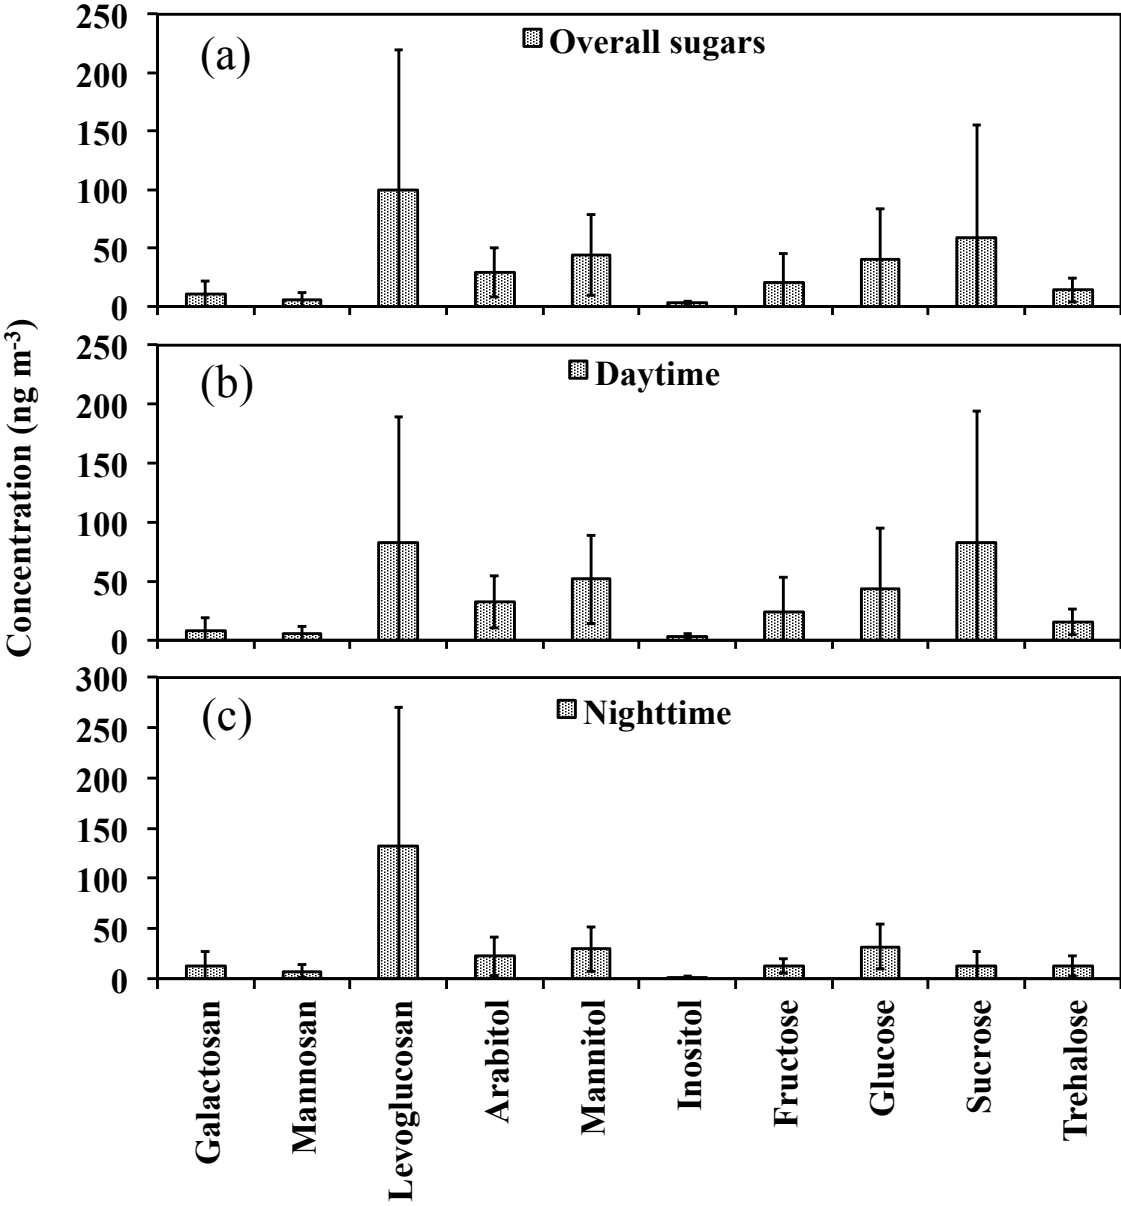 Concentration (ng m-3)
(a)
Overall sugars
250
200
150
100
50
0
(b)
Daytime
250
200
150
100
50
0
(c)
Nighttime
300
250
200
150
100
50
0
Galactosan
Mannosan
Levoglucosan
Arabitol
Mannitol
Inositol
Fructose
Glucose
Sucrose
Trehalose